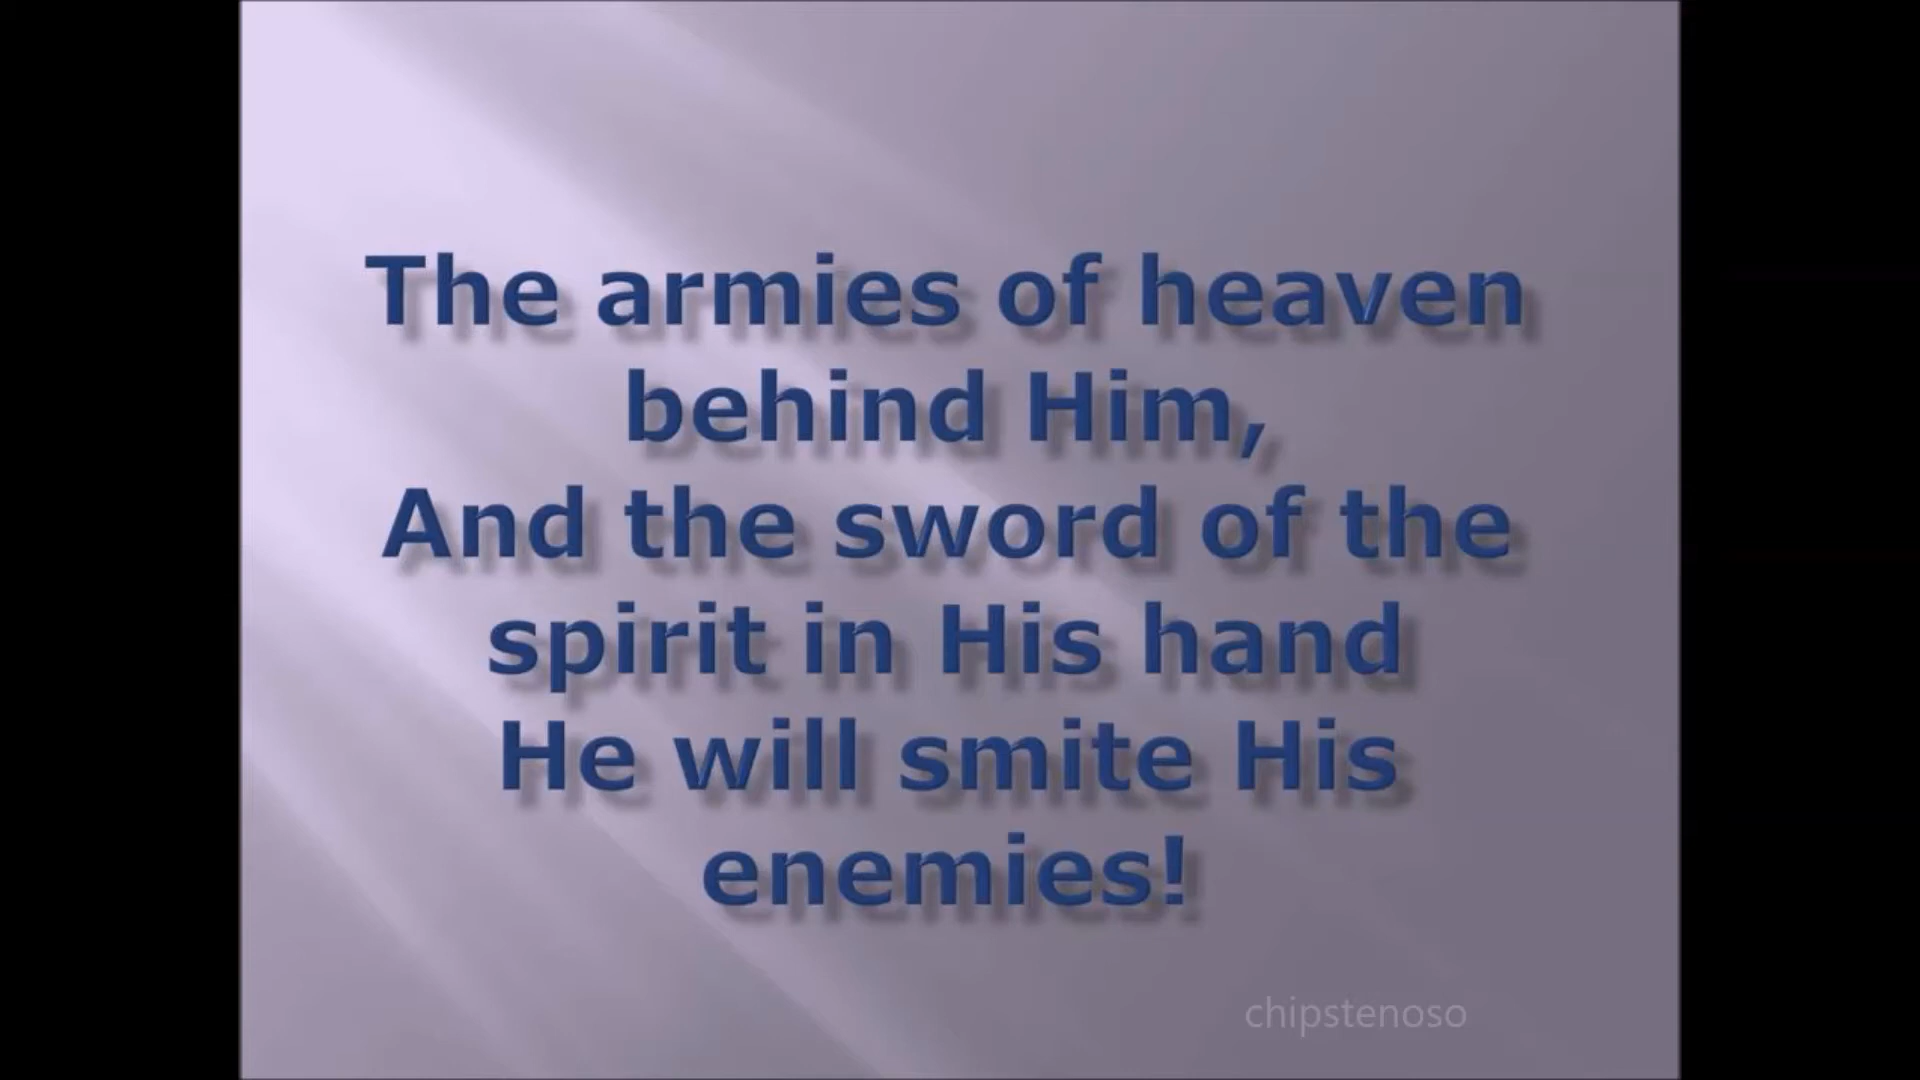 The armies of heaven
behind Him,
And the sword of the
spirit in His hand
He will smite His
enemies!
chipstenoso